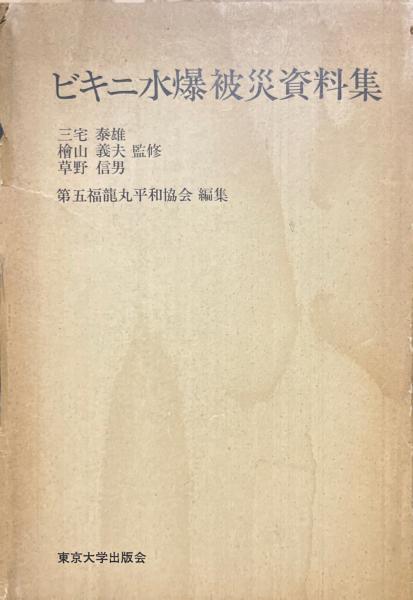 ビキニ水爆被災資料集
三宅 泰雄
檜山 義夫 監修
草野 信男
第五福龍丸平和協会 編集
東京大学出版会